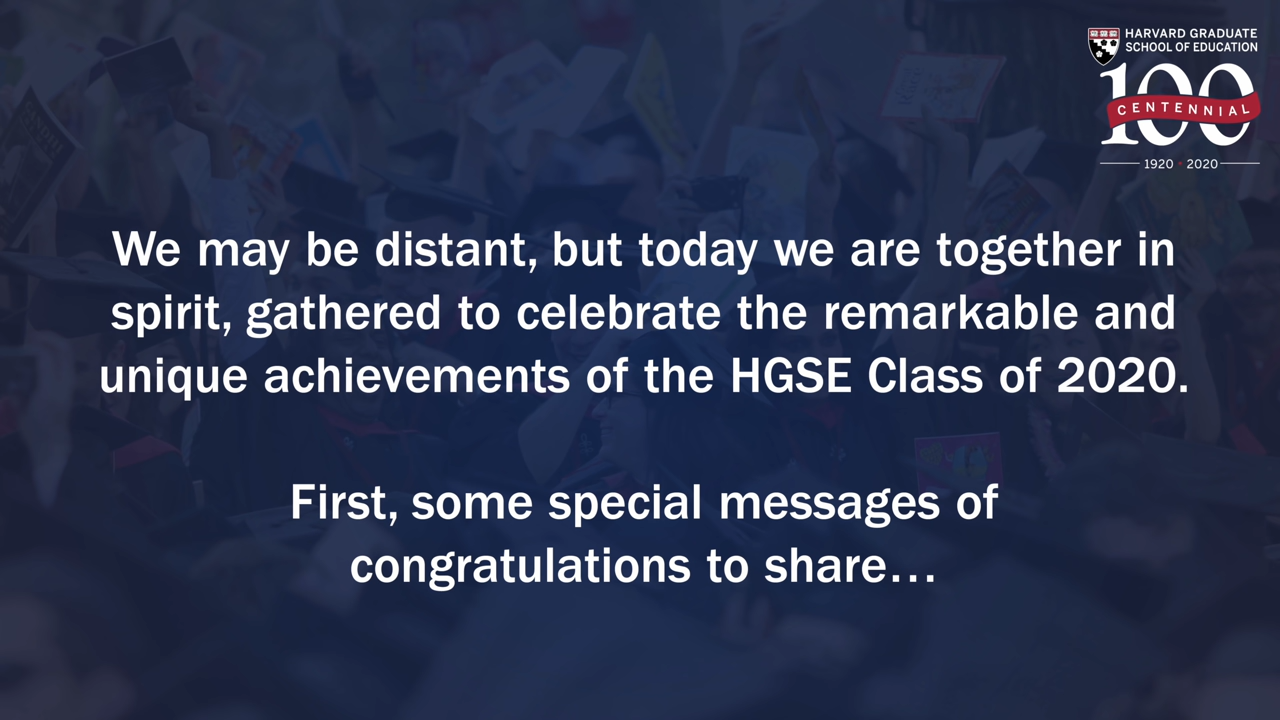 HARVARD GRADUATE
SCHOOL OF EDUCATION
100
CENTENNIAL
1920 • 2020
We may be distant, but today we are together in
spirit, gathered to celebrate the remarkable and
unique achievements of the HGSE Class of 2020.
First, some special messages of
congratulations to share…